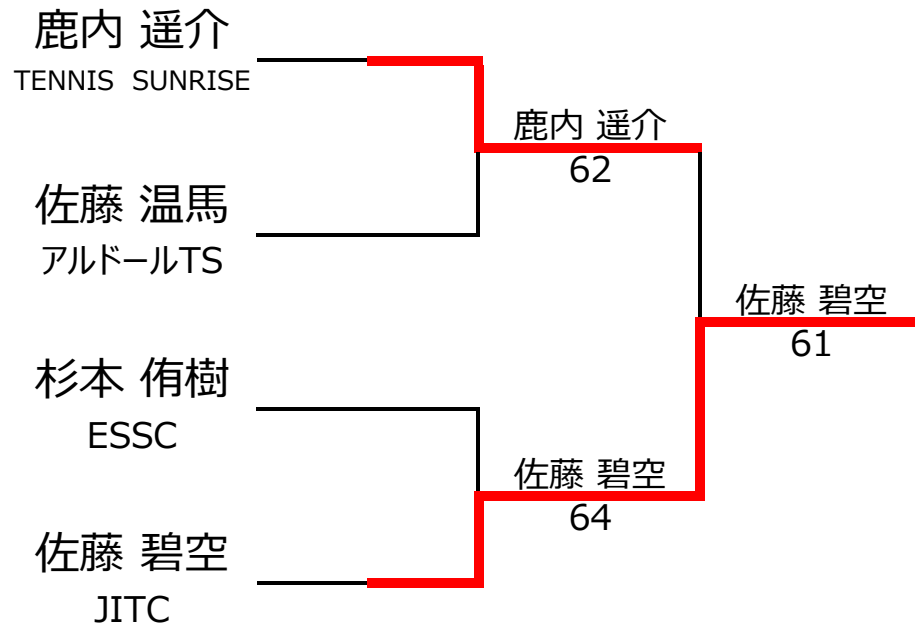 鹿内 遥介
TENNIS SUNRISE
鹿内 遥介
62
佐藤 温馬
アルドールTS
佐藤 碧空
61
杉本 侑樹
ESSC
佐藤 碧空
64
佐藤 碧空
JITC